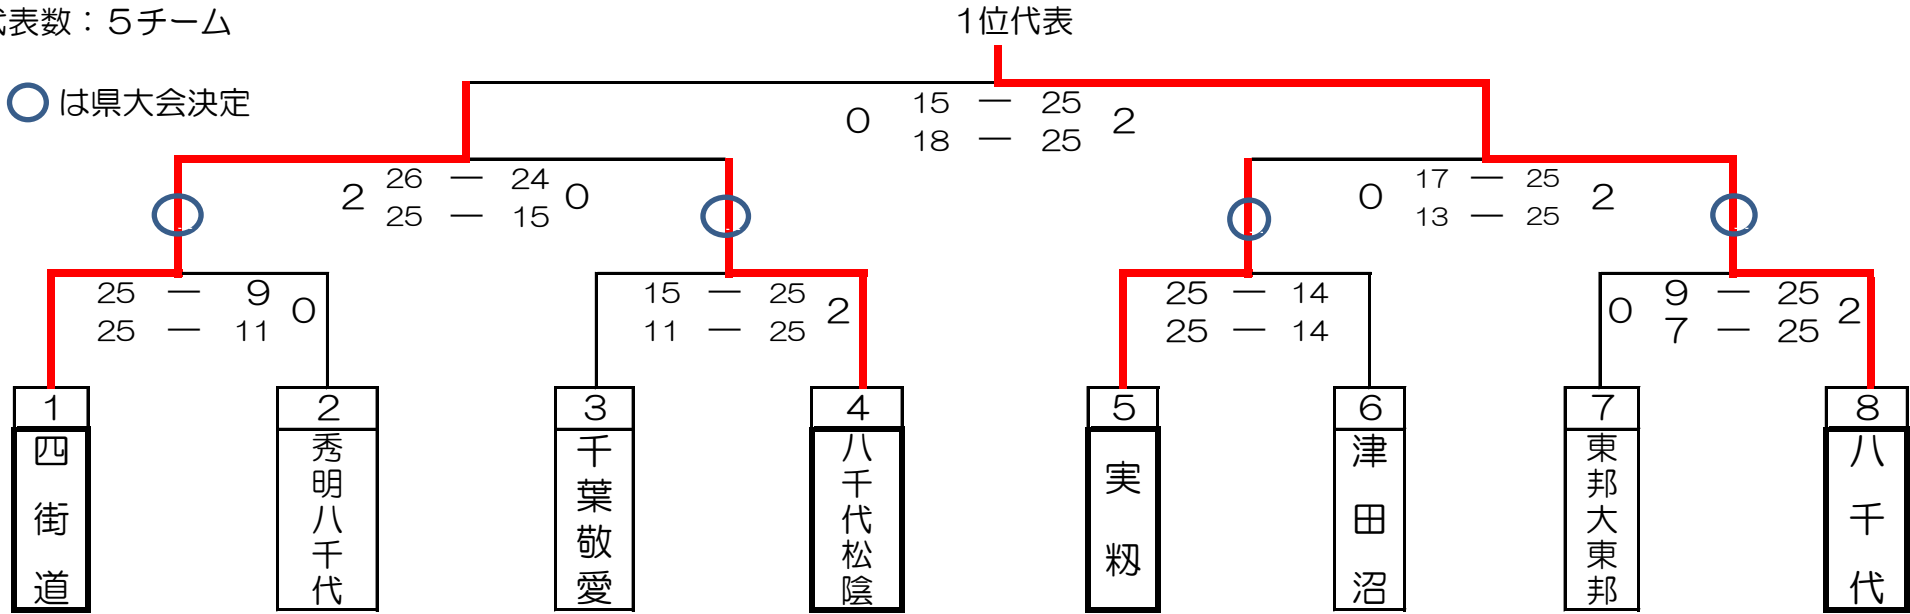 代表数：５チーム
１位代表
○は県大会決定
0 15 — 25 2
18 — 25
2 26 — 24 0
25 — 15
0 17 — 25 2
13 — 25
25 — 9 0
25 — 11
15 — 25 2
11 — 25
25 — 14
25 — 14
0 9 — 25 2
7 — 25
1 2 3 4 5 6 7 8
四街道
秀明八千代
千葉敬愛
八千代松陰
実籾
津田沼
東邦大東邦
八千代